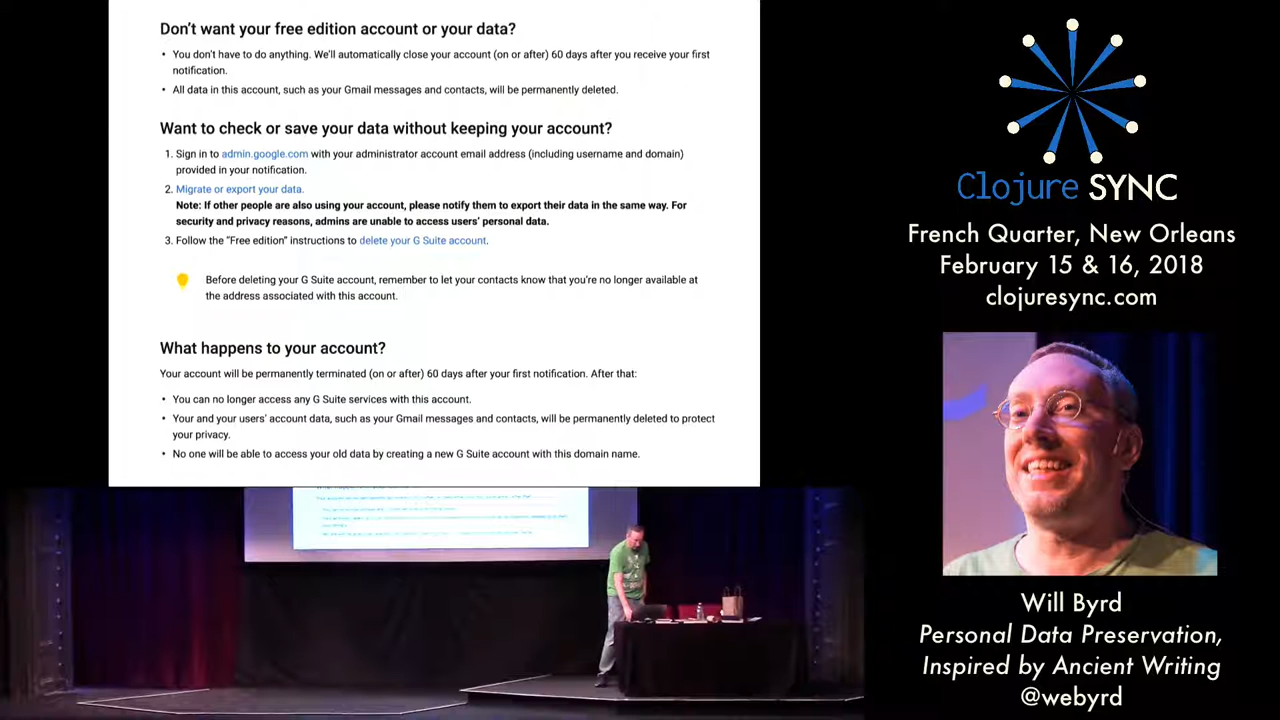 Don't want your free edition account or your data?
• You don't have to do anything. We'll automatically close your account (on or after) 60 days after you receive your first
notification.
• All data in this account, such as your Gmail messages and contacts, will be permanently deleted.
Want to check or save your data without keeping your account?
1. Sign in to admin.google.com with your administrator account email address (including username and domain)
provided in your notification.
2. Migrate or export your data.
Note: If other people are also using your account, please notify them to export their data in the same way. For
security and privacy reasons, admins are unable to access users' personal data.
3. Follow the “Free edition” instructions to delete your G Suite account.
Before deleting your G Suite account, remember to let your contacts know that you're no longer available at
the address associated with this account.
What happens to your account?
Your account will be permanently terminated (on or after) 60 days after your first notification. After that:
• You can no longer access any G Suite services with this account.
• Your and your users' account data, such as your Gmail messages and contacts, will be permanently deleted to protect
your privacy.
• No one will be able to access your old data by creating a new G Suite account with this domain name.
Clojure SYNC
French Quarter, New Orleans
February 15 & 16, 2018
clojuresync.com
Will Byrd
Personal Data Preservation,
Inspired by Ancient Writing
@webyrd